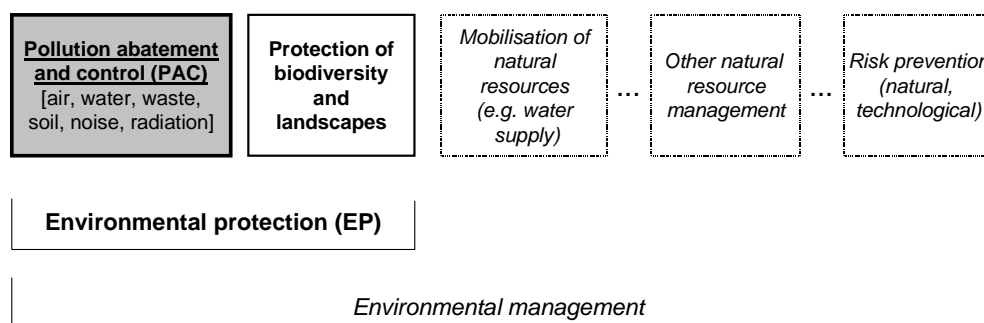 Pollution abatement
and control (PAC)
[air, water, waste,
soil, noise, radiation]
Protection of
biodiversity
and
landscapes
Mobilisation of
natural
resources
(e.g. water
supply)
...
Other natural
resource
management
...
Risk prevention
(natural,
technological)
Environmental protection (EP)
Environmental management